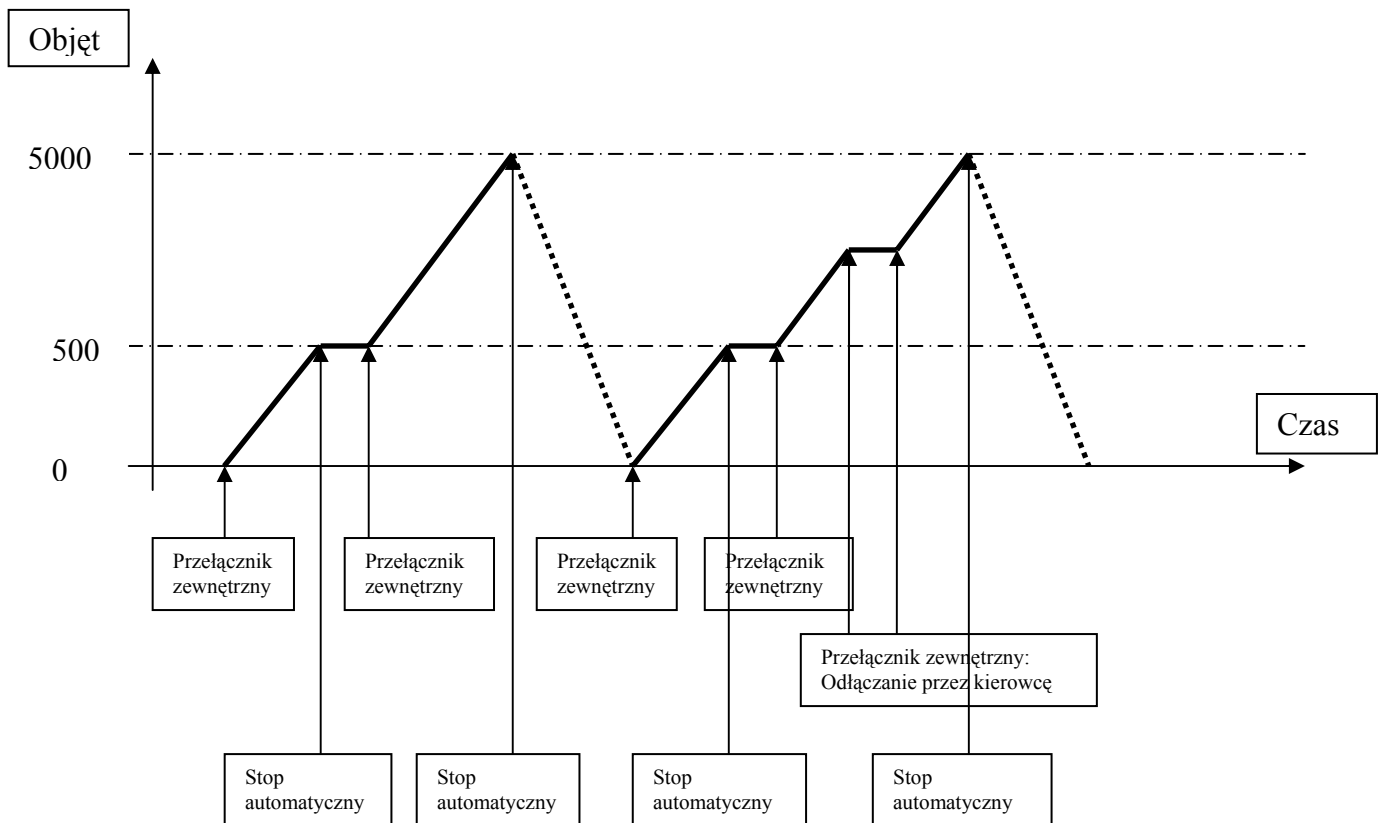 Objęt
5000
500
0
Czas
Przełącznik
zewnętrzny
Przełącznik
zewnętrzny
Przełącznik
zewnętrzny
Przełącznik
zewnętrzny
Przełącznik zewnętrzny:
Odłączanie przez kierowcę
Stop
automatyczny
Stop
automatyczny
Stop
automatyczny
Stop
automatyczny